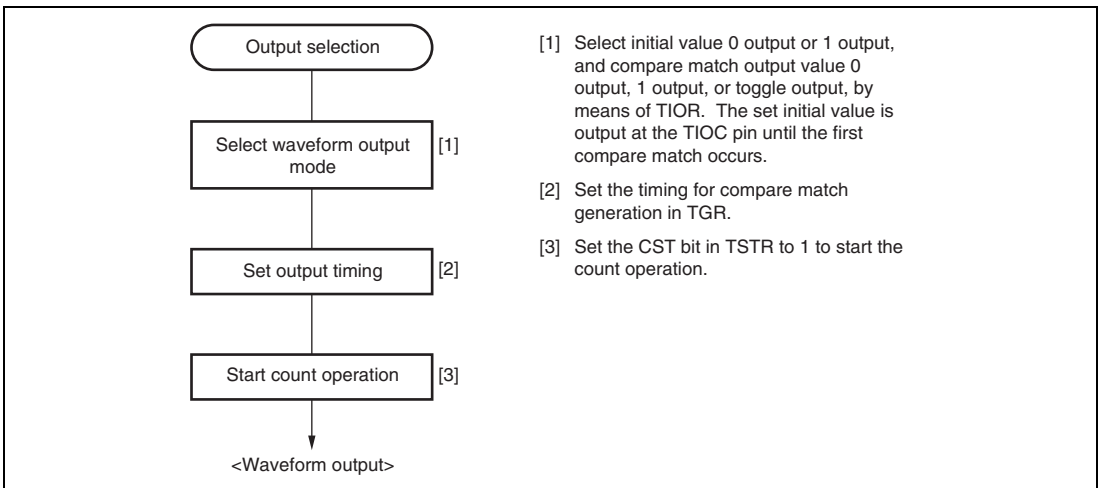 Output selection
Select waveform output
mode
[1]
Set output timing
[2]
Start count operation
[3]
<Waveform output>
[1] Select initial value 0 output or 1 output,
and compare match output value 0
output, 1 output, or toggle output, by
means of TIOR. The set initial value is
output at the TIOC pin until the first
compare match occurs.
[2] Set the timing for compare match
generation in TGR.
[3] Set the CST bit in TSTR to 1 to start the
count operation.